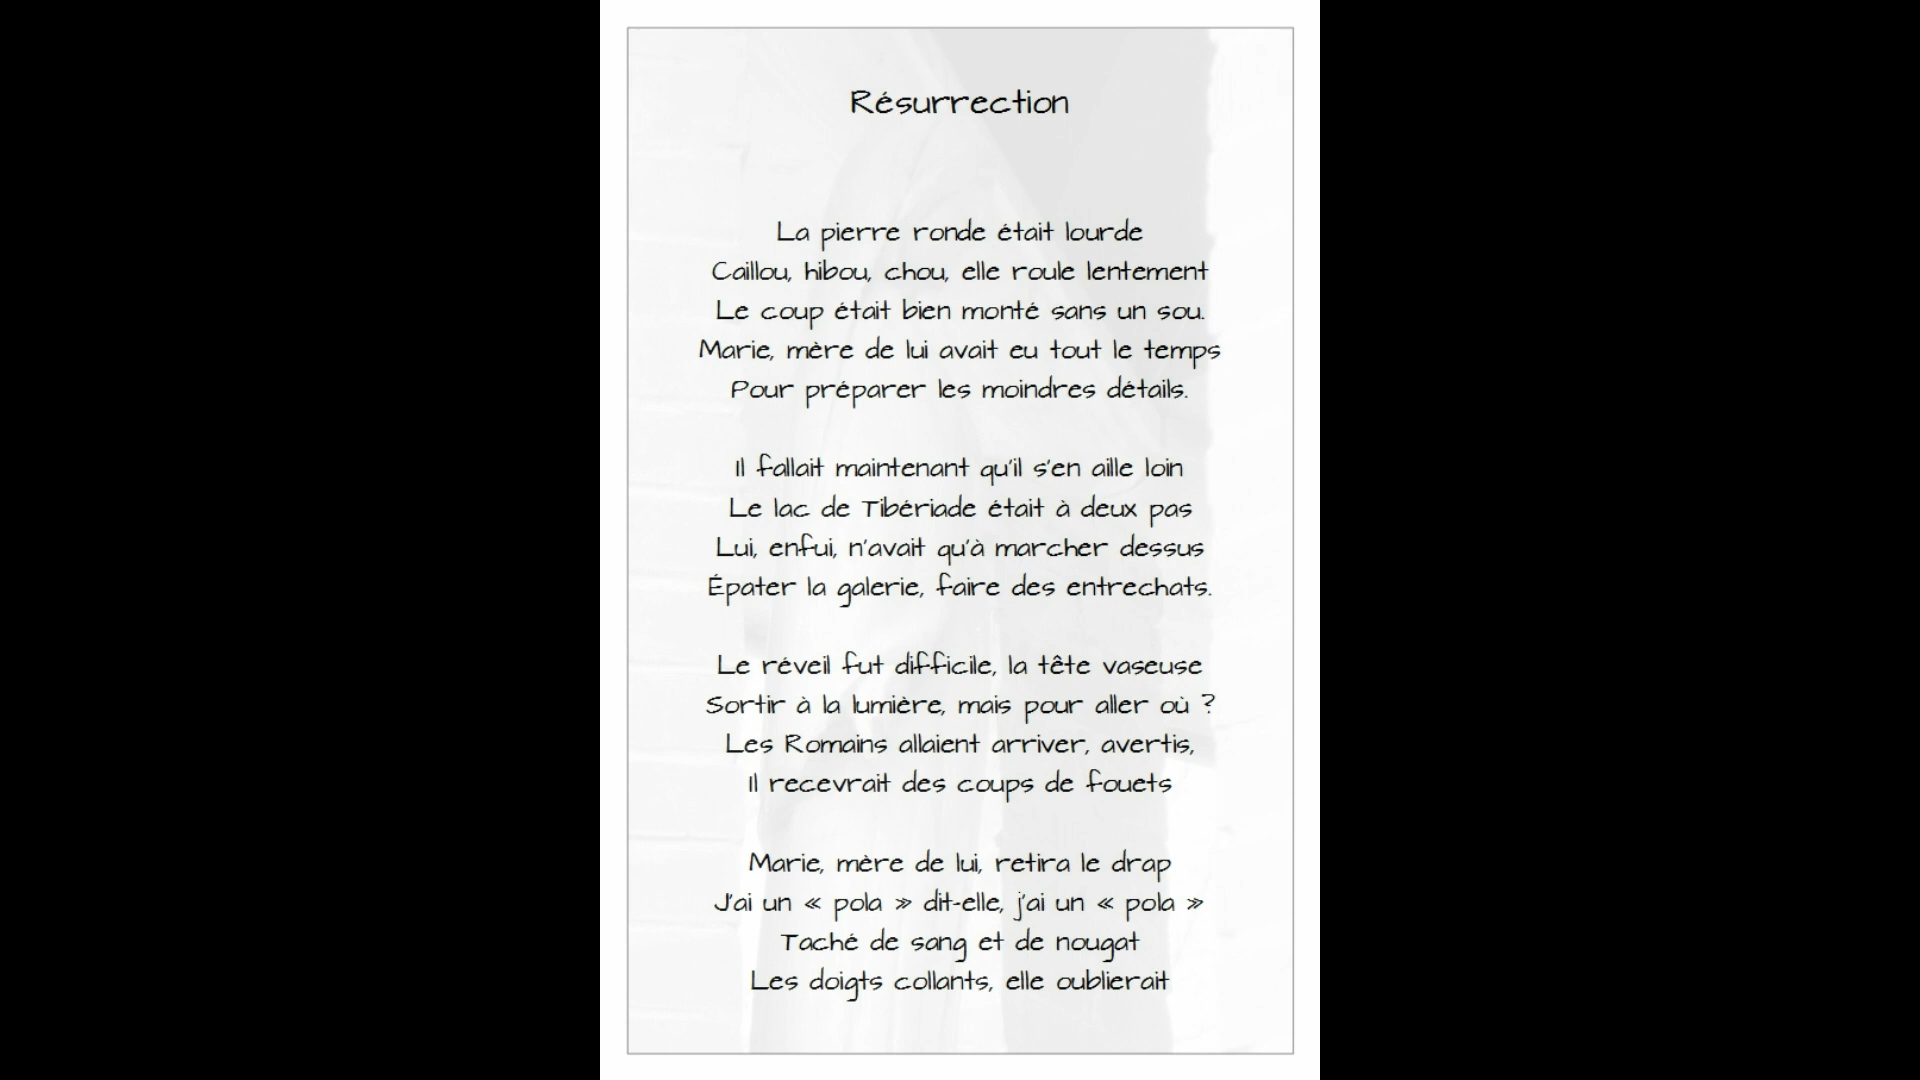 Résurrection
La pierre ronde était lourde
Caillou, hibou, chou, elle roule lentement
Le coup était bien monté sans un sou.
Marie, mère de lui avait eu tout le temps
Pour préparer les moindres détails.
Il fallait maintenant qu'il s'en aille loin
Le lac de Tibériade était à deux pas
Lui, enfui, n'avait qu'à marcher dessus
Épater la galerie, faire des entrechats.
Le réveil fut difficile, la tête vaseuse
Sortir à la lumière, mais pour aller où ?
Les Romains allaient arriver, avertis,
Il recevrait des coups de fouets
Marie, mère de lui, retira le drap
J'ai un « pola » dit-elle, j'ai un « pola »
Taché de sang et de nougat
Les doigts collants, elle oublierait